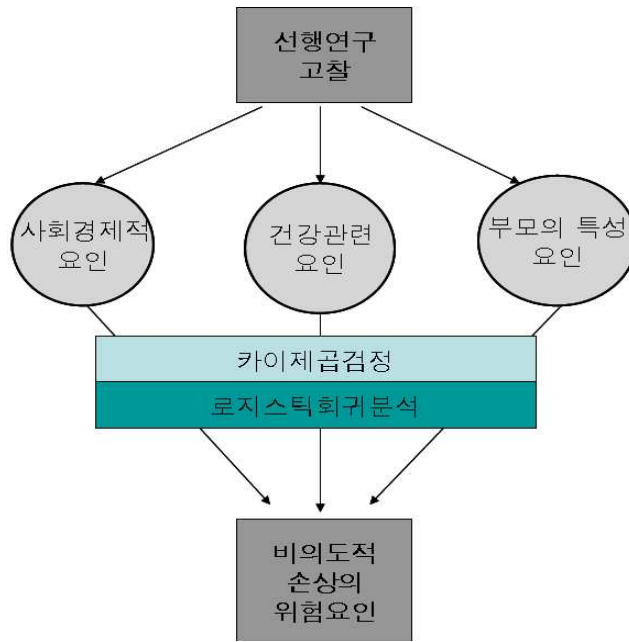 선행연구
고찰
사회경제적
요인
건강관련
요인
부모의 특성
요인
카이제곱검정
로지스틱회귀분석
비의도적
손상의
위험요인